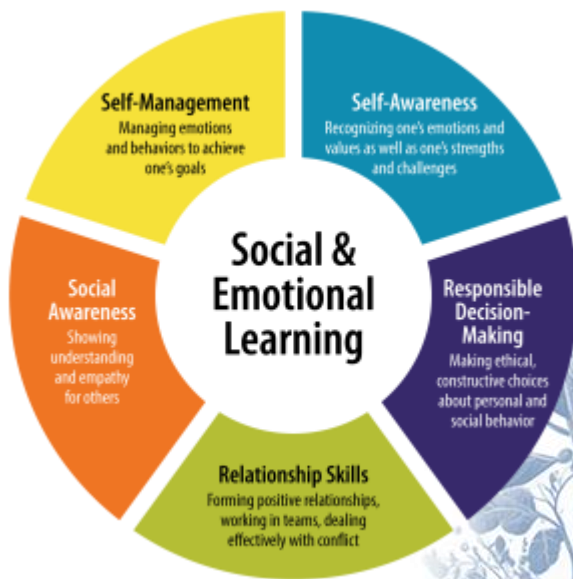 Social &
Emotional
Learning
Self-Awareness
Recognizing one's emotions and
values as well as one's strengths
and challenges
Responsible
Decision-
Making
Making ethical,
constructive choices
about personal and
social behavior
Relationship Skills
Forming positive relationships,
working in teams, dealing
effectively with conflict
Social
Awareness
Showing
understanding
and empathy
for others
Self-Management
Managing emotions
and behaviors to achieve
one's goals